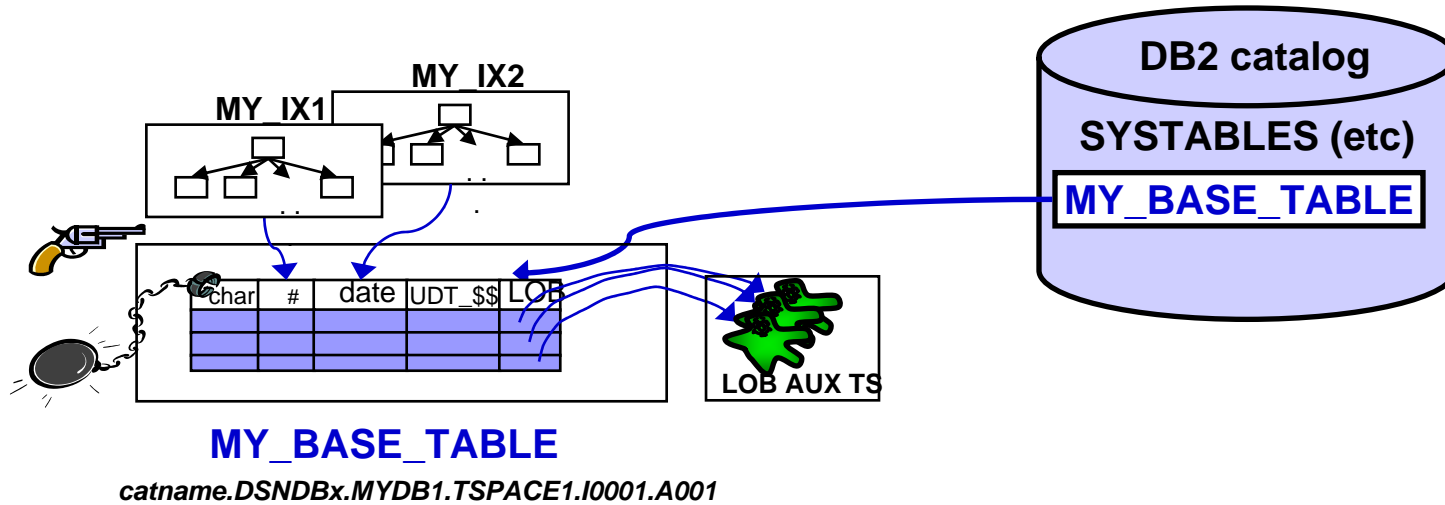 DB2 catalog
SYSTABLES (etc)
MY_BASE_TABLE
MY_IX2
MY_IX1
. .
. .
.
char # date UDT_$$ LOB
LOB AUX TS
MY_BASE_TABLE
catname.DSNDBx.MYDB1.TSPACE1.I0001.A001